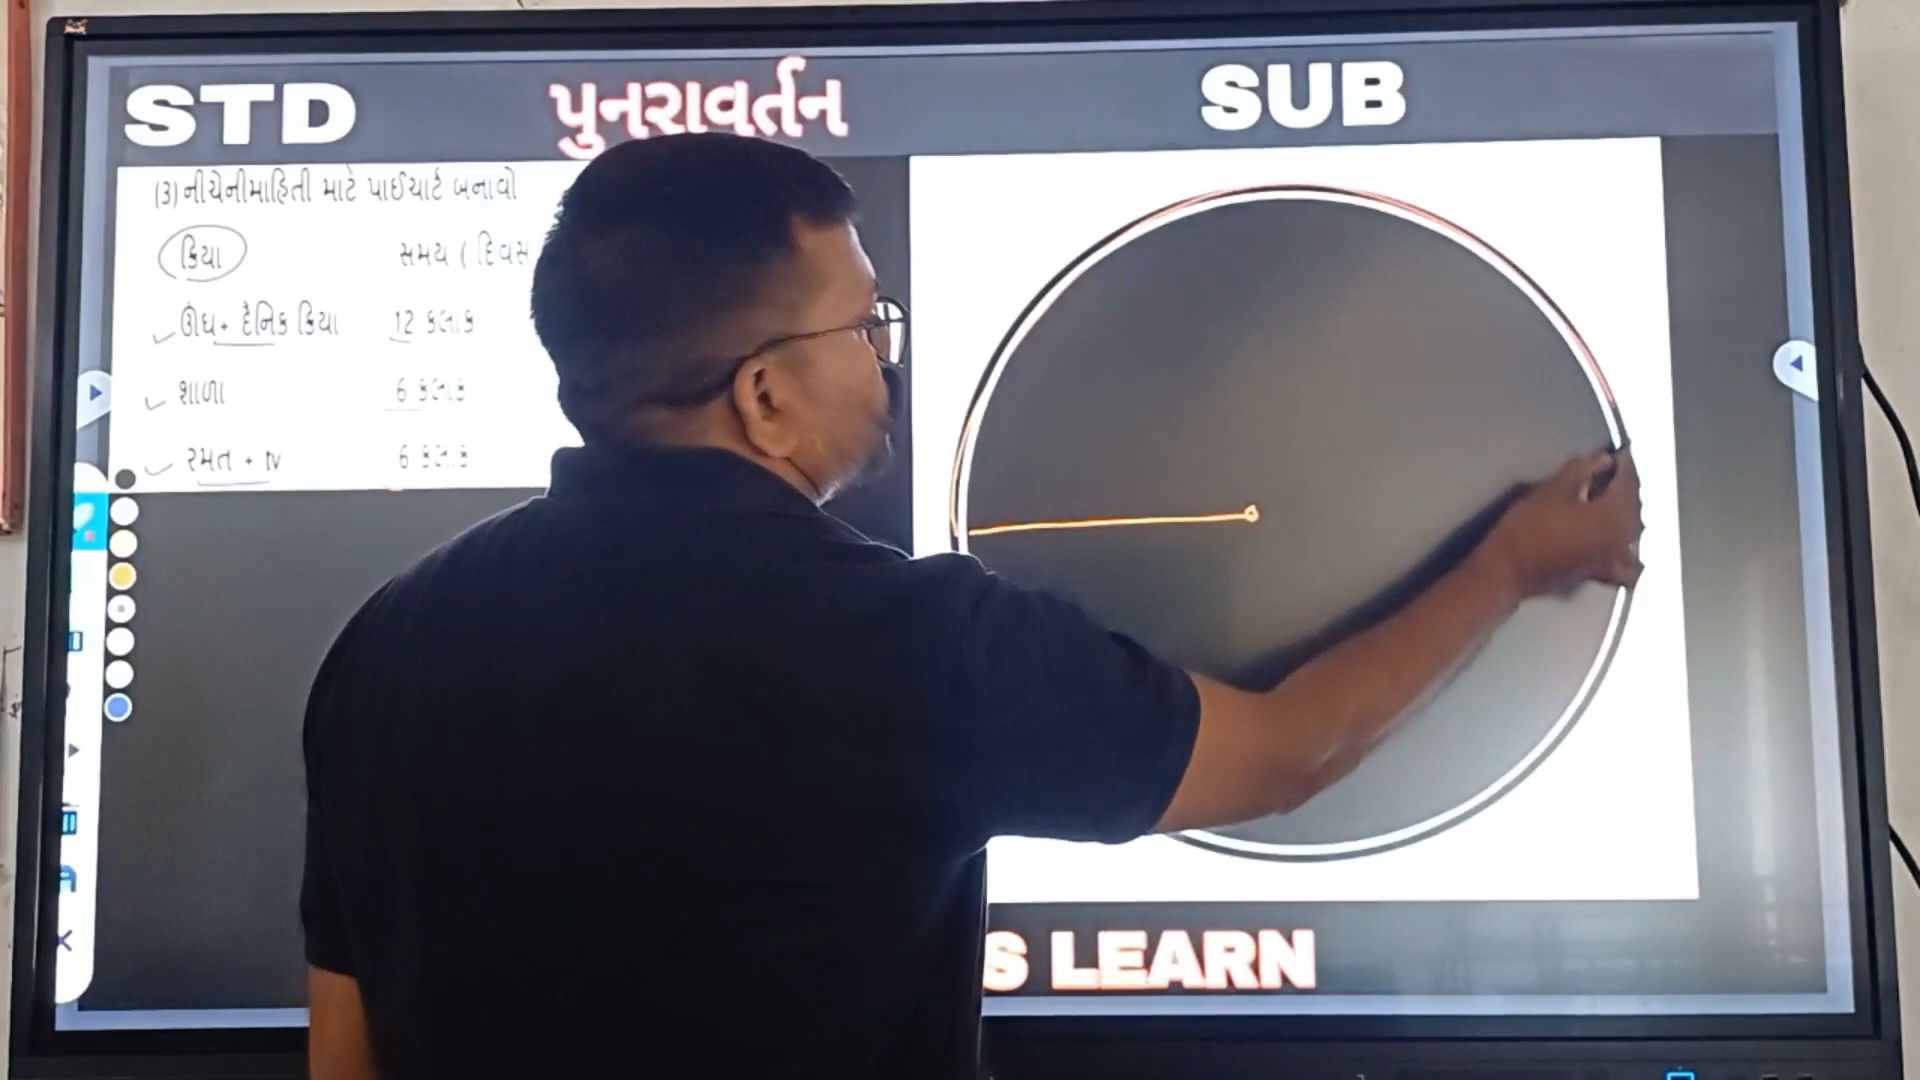 STD પુનરાવર્તન SUB
(3) નીચેનીમાહિતી માટે પાઈચાર્ટ બનાવો
ક્રિયા સમય ( દિવસ
ઊંઘ+ દૈનિક ક્રિયા 12 કલાક
શાળા 6 કલાક
રમત + TV 6 કલાક
S LEARN